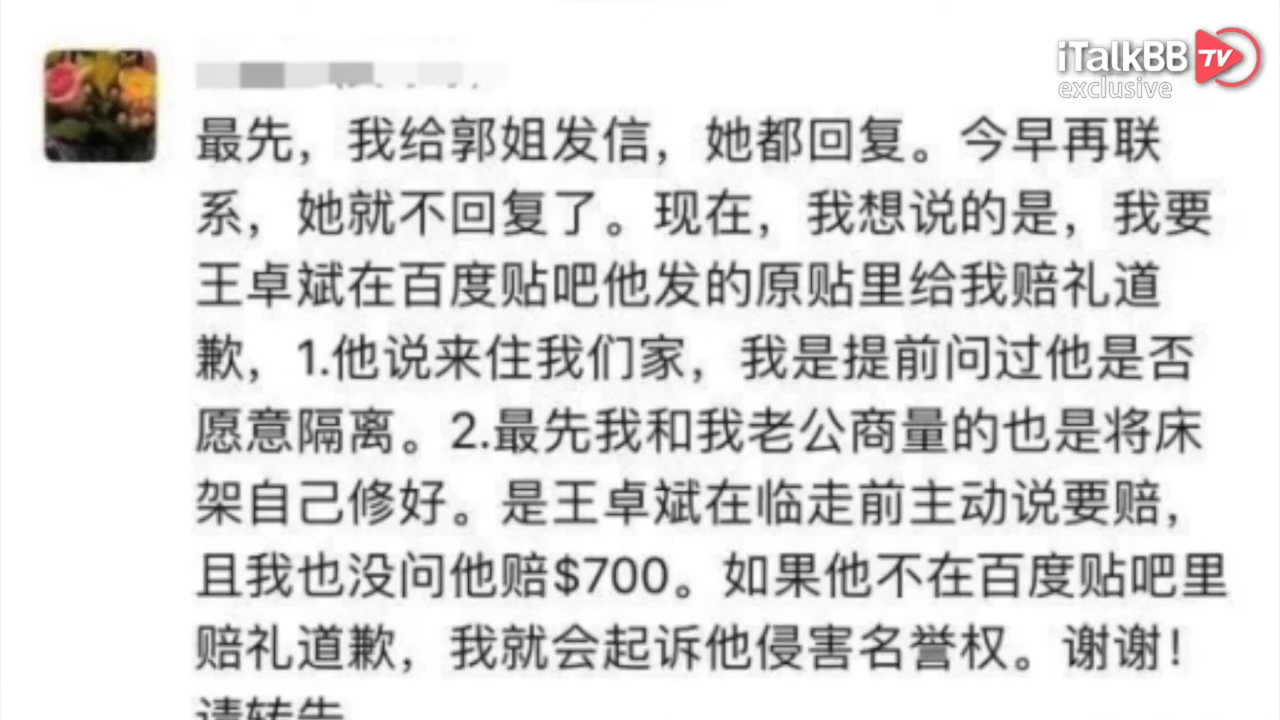 iTalkBB TV
exclusive
最先，我给郭姐发信，她都回复。今早再联
系，她就不回复了。现在，我想说的是，我要
王卓斌在百度贴吧他发的原贴里给我赔礼道
歉，1.他说来住我们家，我是提前问过他是否
愿意隔离。2.最先我和我老公商量的也是将床
架自己修好。是王卓斌在临走前主动说要赔，
且我也没问他赔$700。如果他不在百度贴吧里
赔礼道歉，我就会起诉他侵害名誉权。谢谢！
请转告